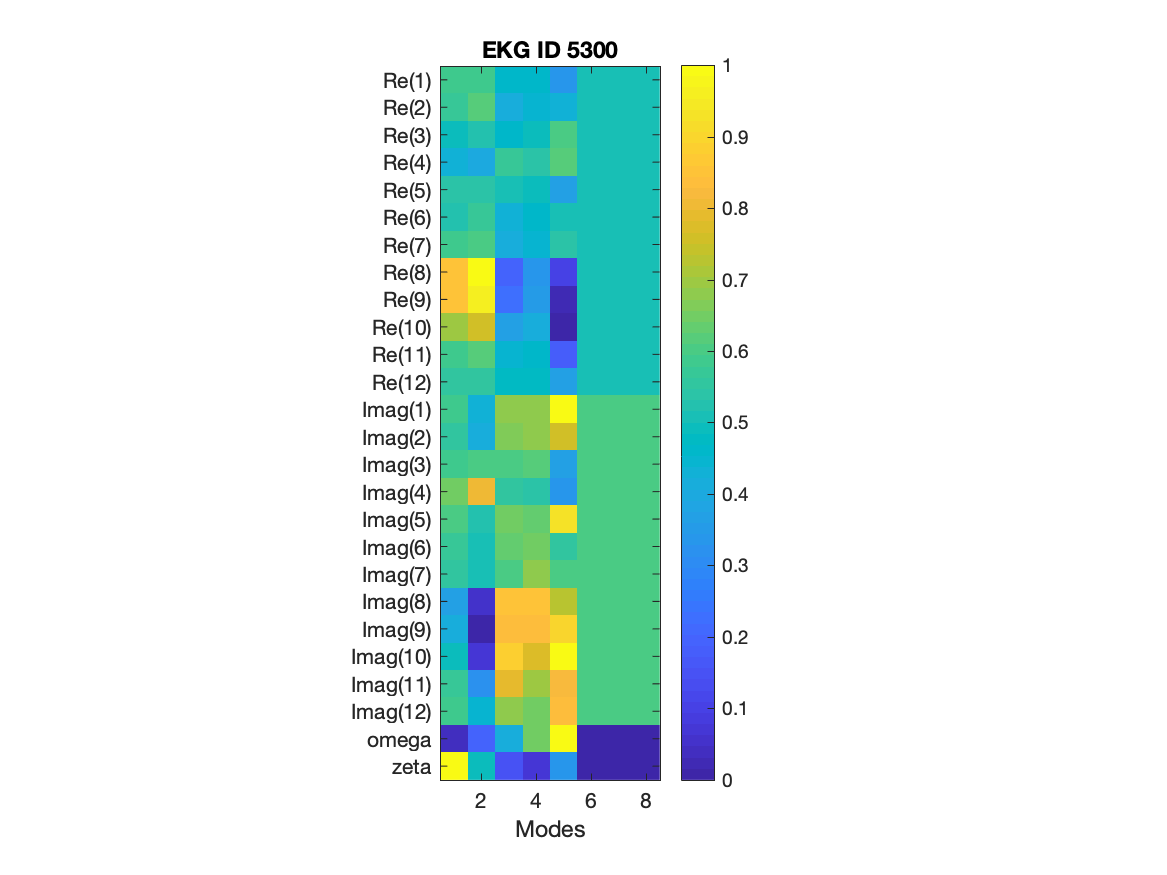 EKG ID 5300
Re(1)
Re(2)
Re(3)
Re(4)
Re(5)
Re(6)
Re(7)
Re(8)
Re(9)
Re(10)
Re(11)
Re(12)
Imag(1)
Imag(2)
Imag(3)
Imag(4)
Imag(5)
Imag(6)
Imag(7)
Imag(8)
Imag(9)
Imag(10)
Imag(11)
Imag(12)
omega
zeta
2 4 6 8
Modes
1
0.9
0.8
0.7
0.6
0.5
0.4
0.3
0.2
0.1
0